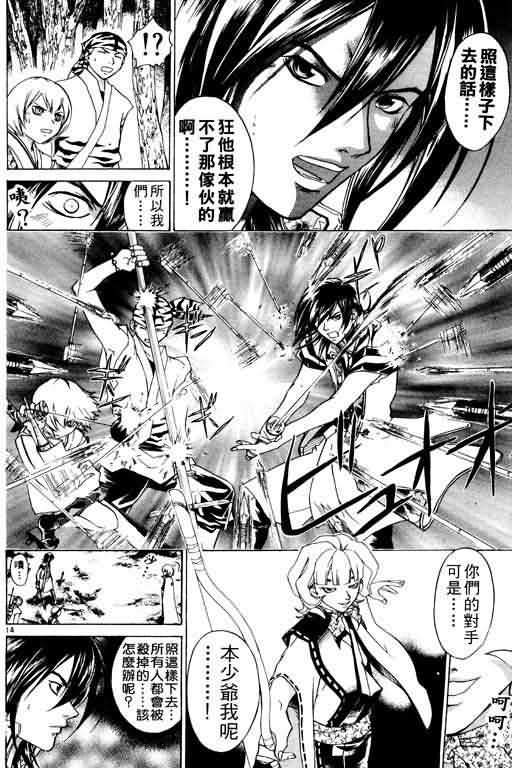 照這樣子下
去的話……
狂他根本就贏
不了那傢伙的
啊………！
!?
所以我
們…
咦？
ビュオオ
你們的對手
可是……
呵呵…
本少爺我呢
………！
嘖…
照這樣下去…
所有人都會被
殺掉的……該
怎麼辦呢？
14